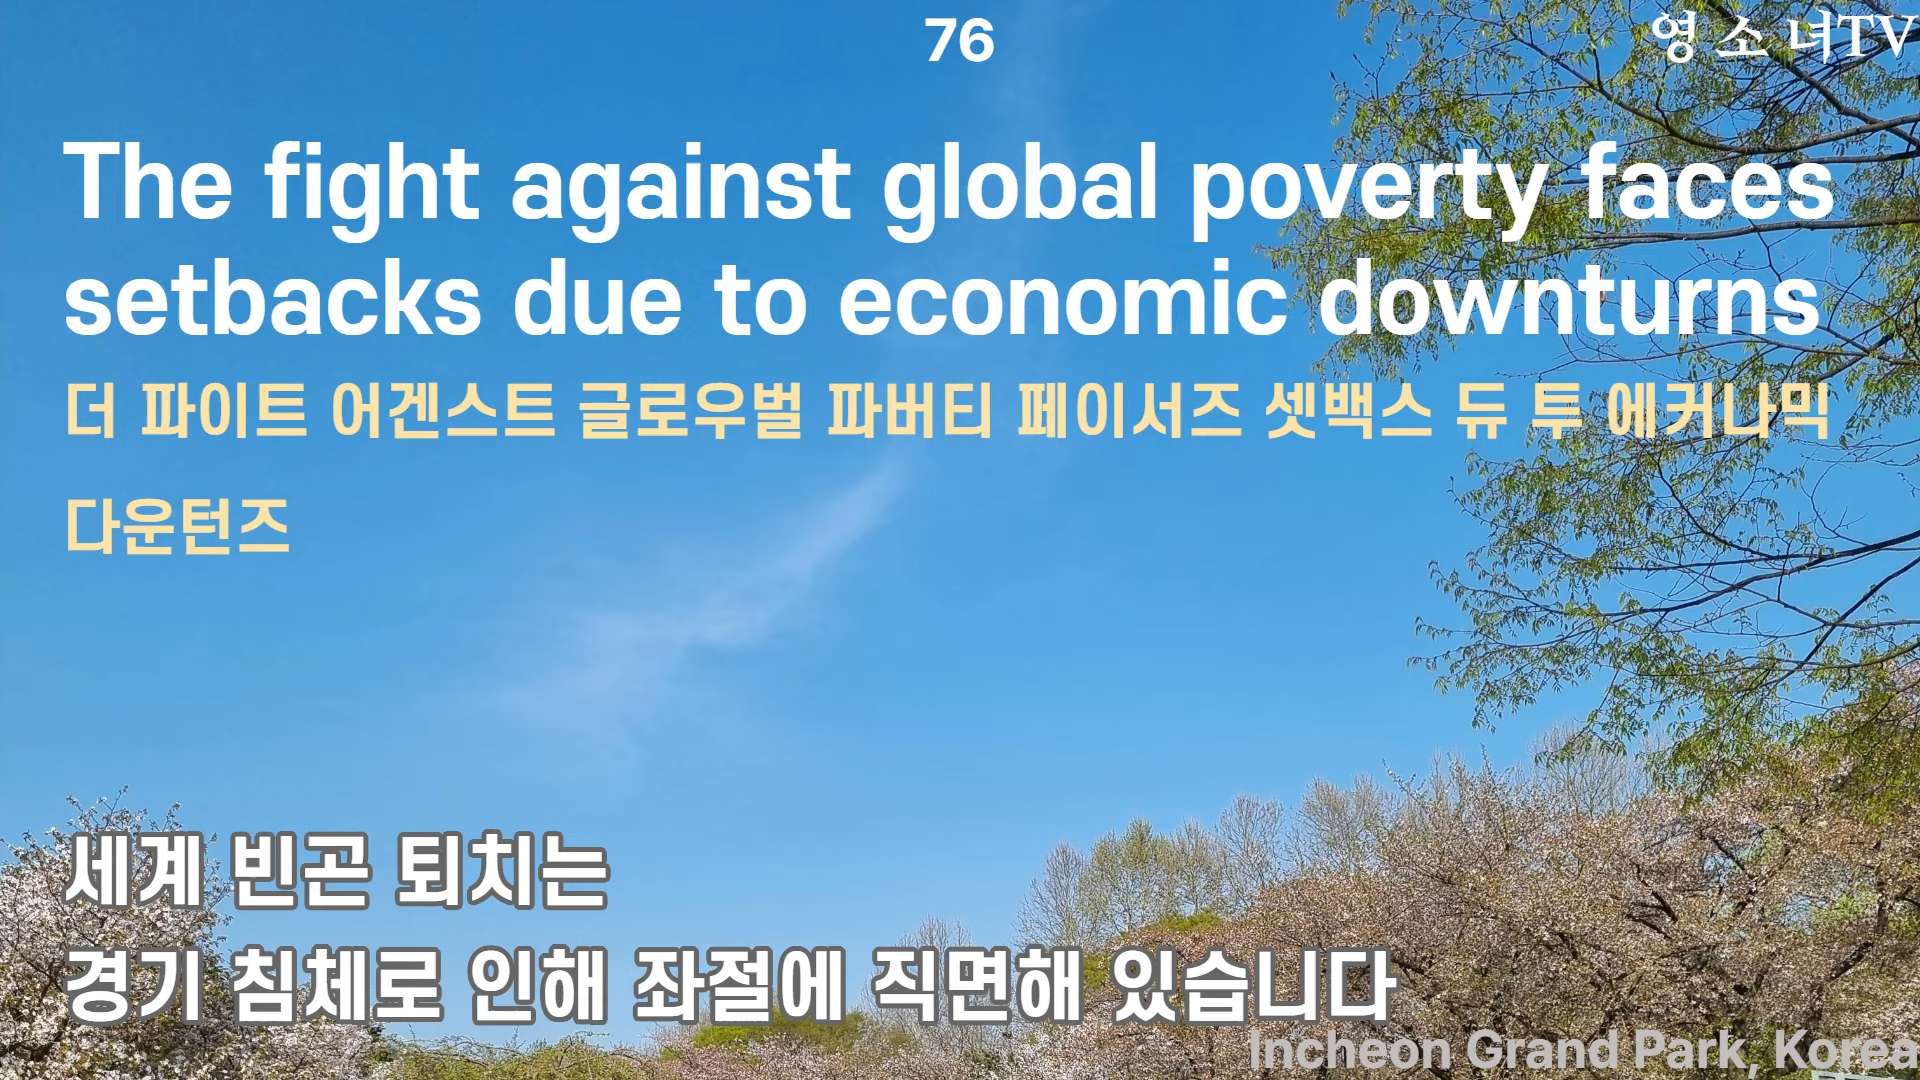 76
영 소 녀TV
The fight against global poverty faces
setbacks due to economic downturns
더 파이트 어겐스트 글로우벌 파버티 페이서즈 셋백스 듀 투 에커나믹
다운턴즈
세계 빈곤 퇴치는
경기 침체로 인해 좌절에 직면해 있습니다
Incheon Grand Park, Korea